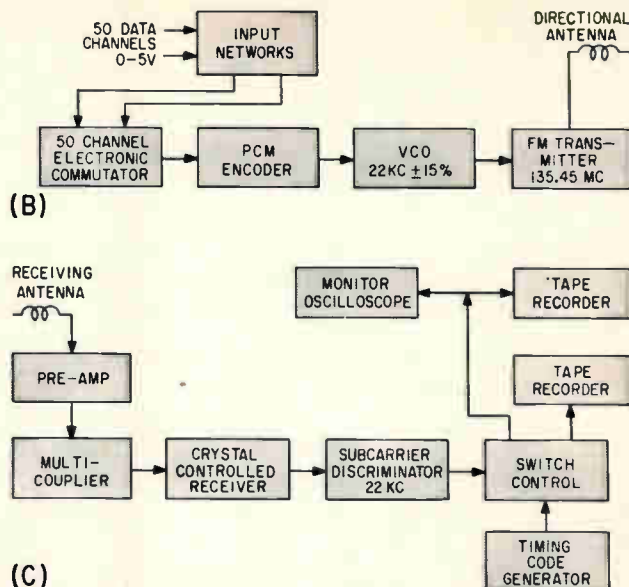 50 DATA
CHANNELS
0–5V
INPUT
NETWORKS
DIRECTIONAL
ANTENNA
50 CHANNEL
ELECTRONIC
COMMUTATOR
PCM
ENCODER
VCO
22KC ±15%
FM TRANS-
MITTER
135.45 MC
(B)
RECEIVING
ANTENNA
PRE-AMP
MULTI-
COUPLIER
CRYSTAL
CONTROLLED
RECEIVER
SUBCARRIER
DISCRIMINATOR
22 KC
MONITOR
OSCILLOSCOPE
TAPE
RECORDER
TAPE
RECORDER
SWITCH
CONTROL
TIMING
CODE
GENERATOR
(C)